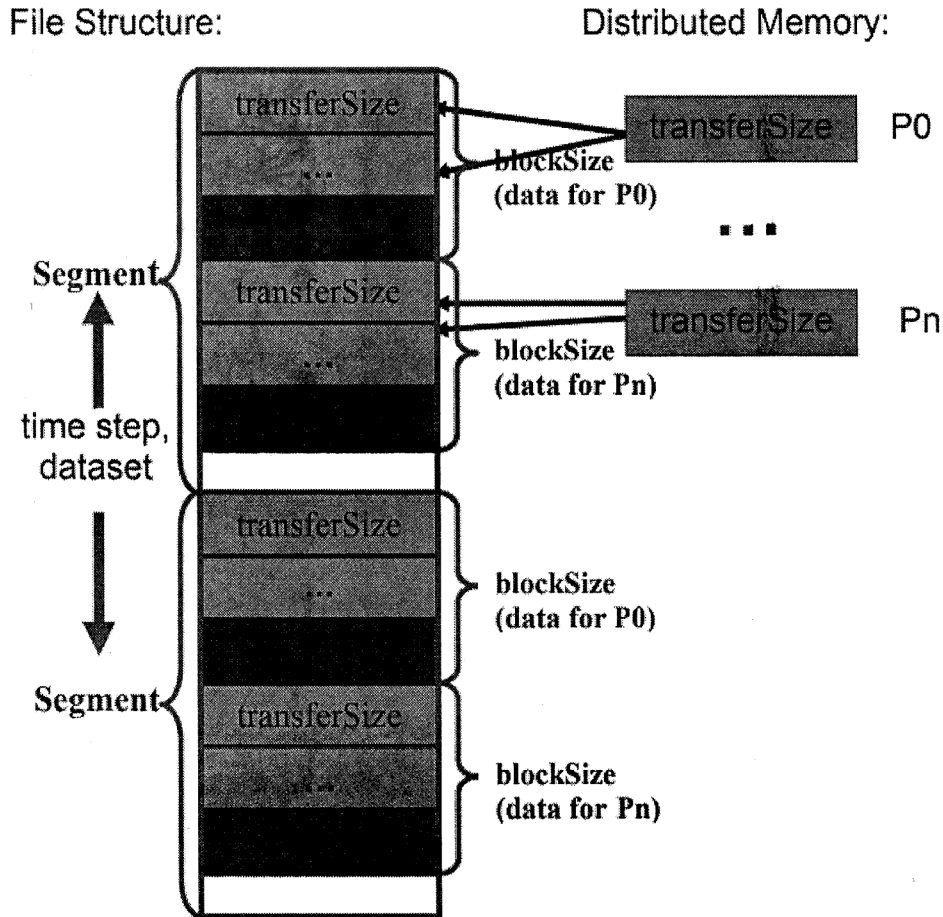 File Structure:
Distributed Memory:
transferSize
...
blockSize
(data for P0)
transferSize
P0
...
Segment
transferSize
...
blockSize
(data for Pn)
transferSize
Pn
time step,
dataset
transferSize
...
blockSize
(data for P0)
Segment
transferSize
...
blockSize
(data for Pn)